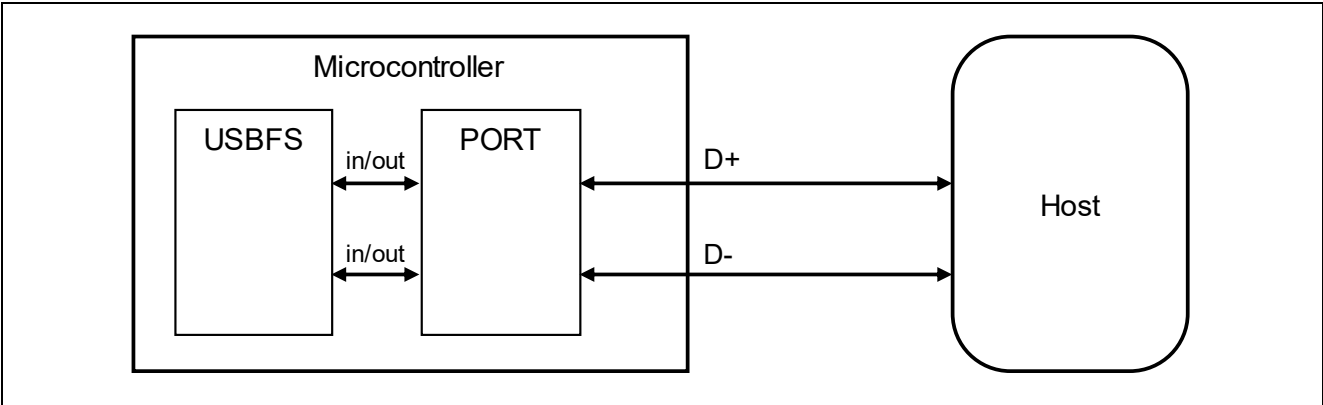 Microcontroller
USBFS
in/out
PORT
D+
Host
in/out
D-